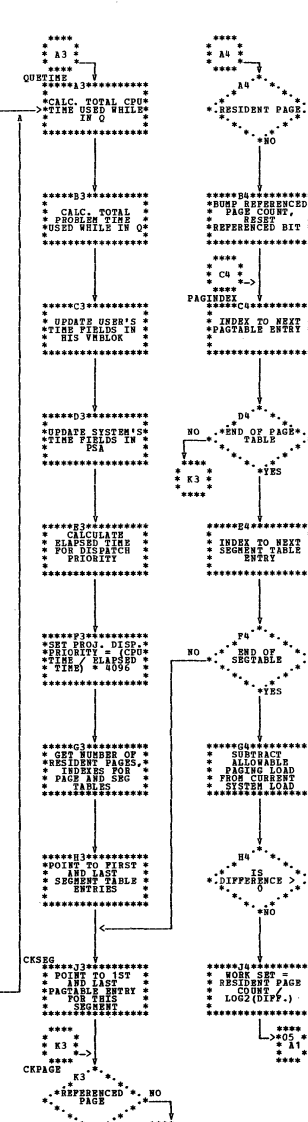 A3
QUETIME
A3
CALC. TOTAL CPU
TIME USED WHILE
IN Q
A
B3
CALC. TOTAL
PROBLEM TIME
USED WHILE IN Q
C3
UPDATE USER'S
TIME FIELDS IN
HIS VMBLOK
D3
UPDATE SYSTEM'S
TIME FIELDS IN
PSA
E3
CALCULATE
ELAPSED TIME
FOR DISPATCH
PRIORITY
F3
SET PROJ. DISP.
PRIORITY = (CPU
TIME / ELAPSED
TIME) * 4096
G3
GET NUMBER OF
RESIDENT PAGES,
INDEXES FOR
PAGE AND SEG
TABLES
H3
POINT TO FIRST
AND LAST
SEGMENT TABLE
ENTRIES
CKSEG
J3
POINT TO 1ST
AND LAST
PAGTABLE ENTRY
FOR THIS
SEGMENT
K3
CKPAGE
K3
REFERENCED
PAGE
NO
A4
A4
RESIDENT PAGE
NO
B4
BUMP REFERENCED
PAGE COUNT,
RESET
REFERENCED BIT
C4
PAGINDEX
C4
INDEX TO NEXT
PAGTABLE ENTRY
D4
END OF PAGE
TABLE
NO
K3
YES
E4
INDEX TO NEXT
SEGMENT TABLE
ENTRY
F4
END OF
SEGTABLE
NO
YES
G4
SUBTRACT
ALLOWABLE
PAGING LOAD
FROM CURRENT
SYSTEM LOAD
H4
IS
DIFFERENCE >
0
NO
J4
WORK SET =
RESIDENT PAGE
COUNT /
LOG2(DIFF.)
05
A1